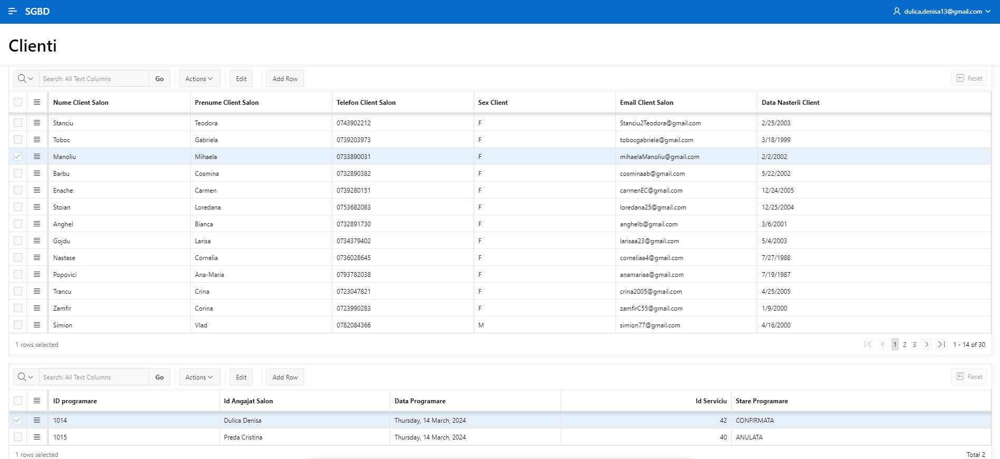 SGBD dulica.denisa13@gmail.com
Clienti
Search: All Text Columns Go Actions Edit Add Row Reset
Nume Client Salon Prenume Client Salon Telefon Client Salon Sex Client Email Client Salon Data Nasterii Client
Stanciu Teodora 0743902212 F Stanciu2Teodora@gmail.com 2/25/2003
Toboc Gabriela 0739203973 F tobocgabriela@gmail.com 3/18/1999
Manoliu Mihaela 0733890031 F mihaelaManoliu@gmail.com 2/2/2002
Barbu Cosmina 0732890382 F cosminaab@gmail.com 5/22/2002
Enache Carmen 0739280151 F carmenEC@gmail.com 12/24/2005
Stoian Loredana 0753682083 F loredana25@gmail.com 12/25/2004
Anghel Bianca 0732891730 F anghelb@gmail.com 3/6/2001
Gojdu Larisa 0734379402 F larisaa23@gmail.com 5/4/2003
Nastase Cornelia 0736028645 F corneliaa4@gmail.com 7/27/1988
Popovici Ana-Maria 0793782038 F anamariaa@gmail.com 7/19/1987
Trancu Crina 0723047821 F crina2005@gmail.com 4/25/2005
Zamfir Corina 0723990283 F zamfirC55@gmail.com 1/9/2000
Simion Vlad 0782084366 M simion77@gmail.com 4/16/2000
1 rows selected 1 2 3 1 - 14 of 30
Search: All Text Columns Go Actions Edit Add Row Reset
ID programare Id Angajat Salon Data Programare Id Serviciu Stare Programare
1014 Dulica Denisa Thursday, 14 March, 2024 42 CONFIRMATA
1015 Preda Cristina Thursday, 14 March, 2024 40 ANULATA
1 rows selected Total 2